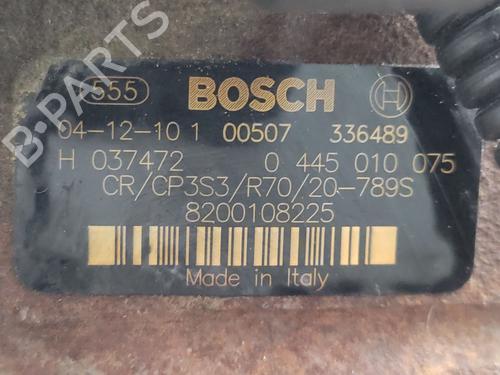 555 BOSCH
04-12-10 1 00507 336489
H 037472 0 445 010 075
CR/CP3S3/R70/20-789S
8200108225
Made in Italy
B-PARTS